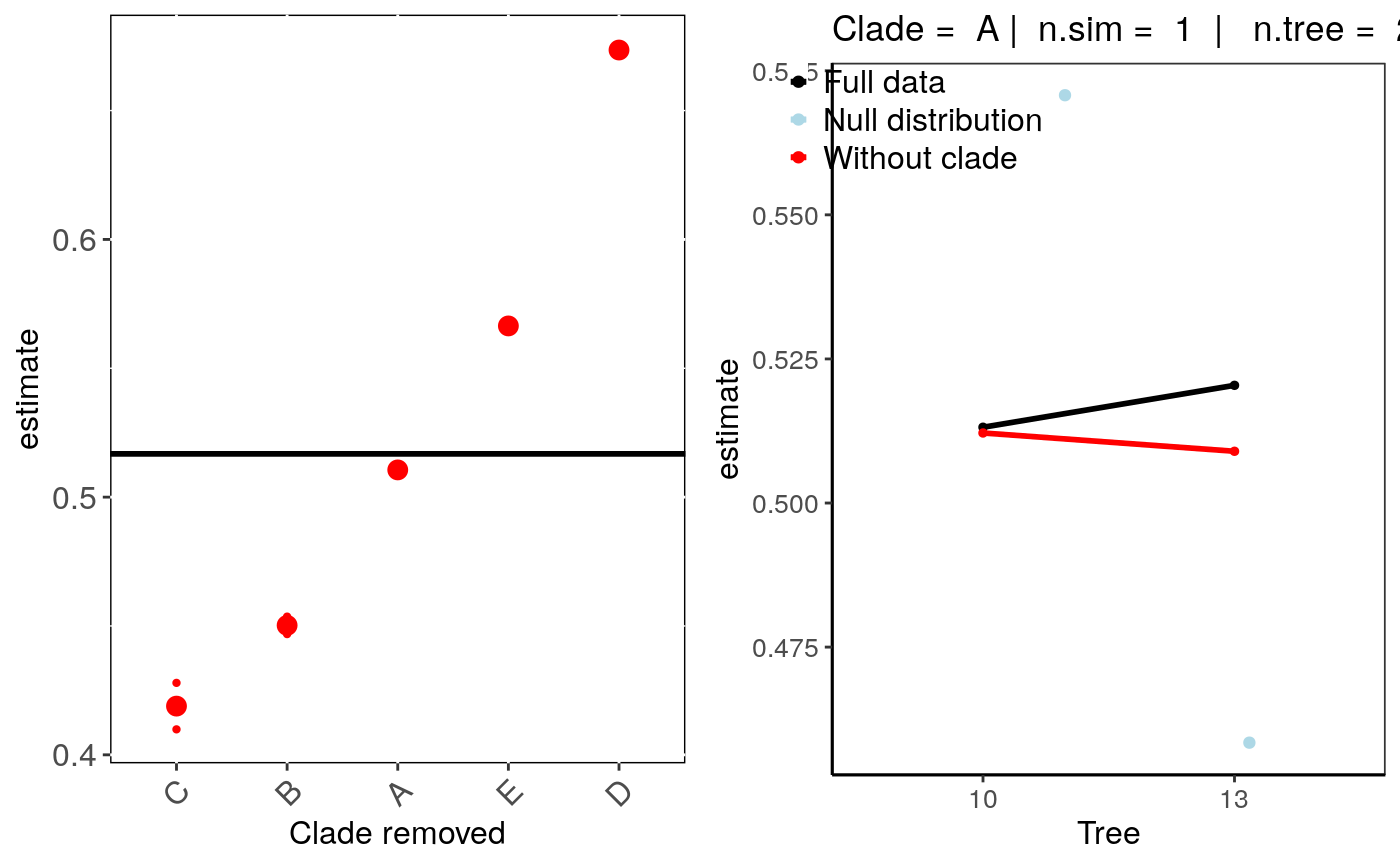 estimate
0.6
0.5
0.4
C B A E D
Clade removed
Clade = A | n.sim = 1 | n.tree =
Full data
Null distribution
Without clade
estimate
0.550
0.525
0.500
0.475
10 13
Tree